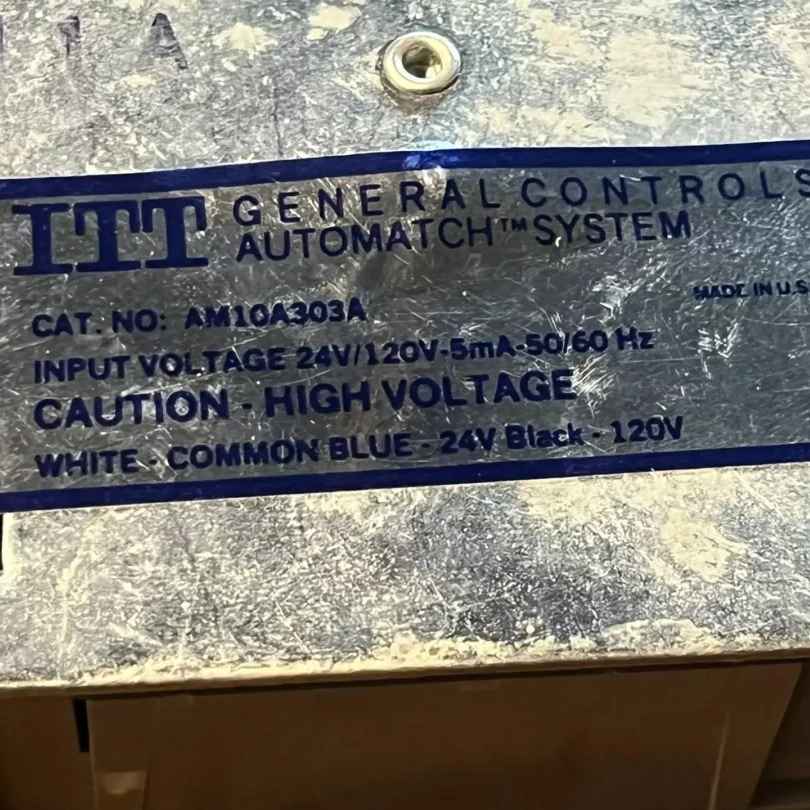 11A
ITT GENERAL CONTROLS
AUTOMATCH™ SYSTEM
MADE IN U.S
CAT. NO: AM10A303A
INPUT VOLTAGE 24V/120V-5mA-50/60 Hz
CAUTION - HIGH VOLTAGE
WHITE - COMMON BLUE - 24V Black - 120V